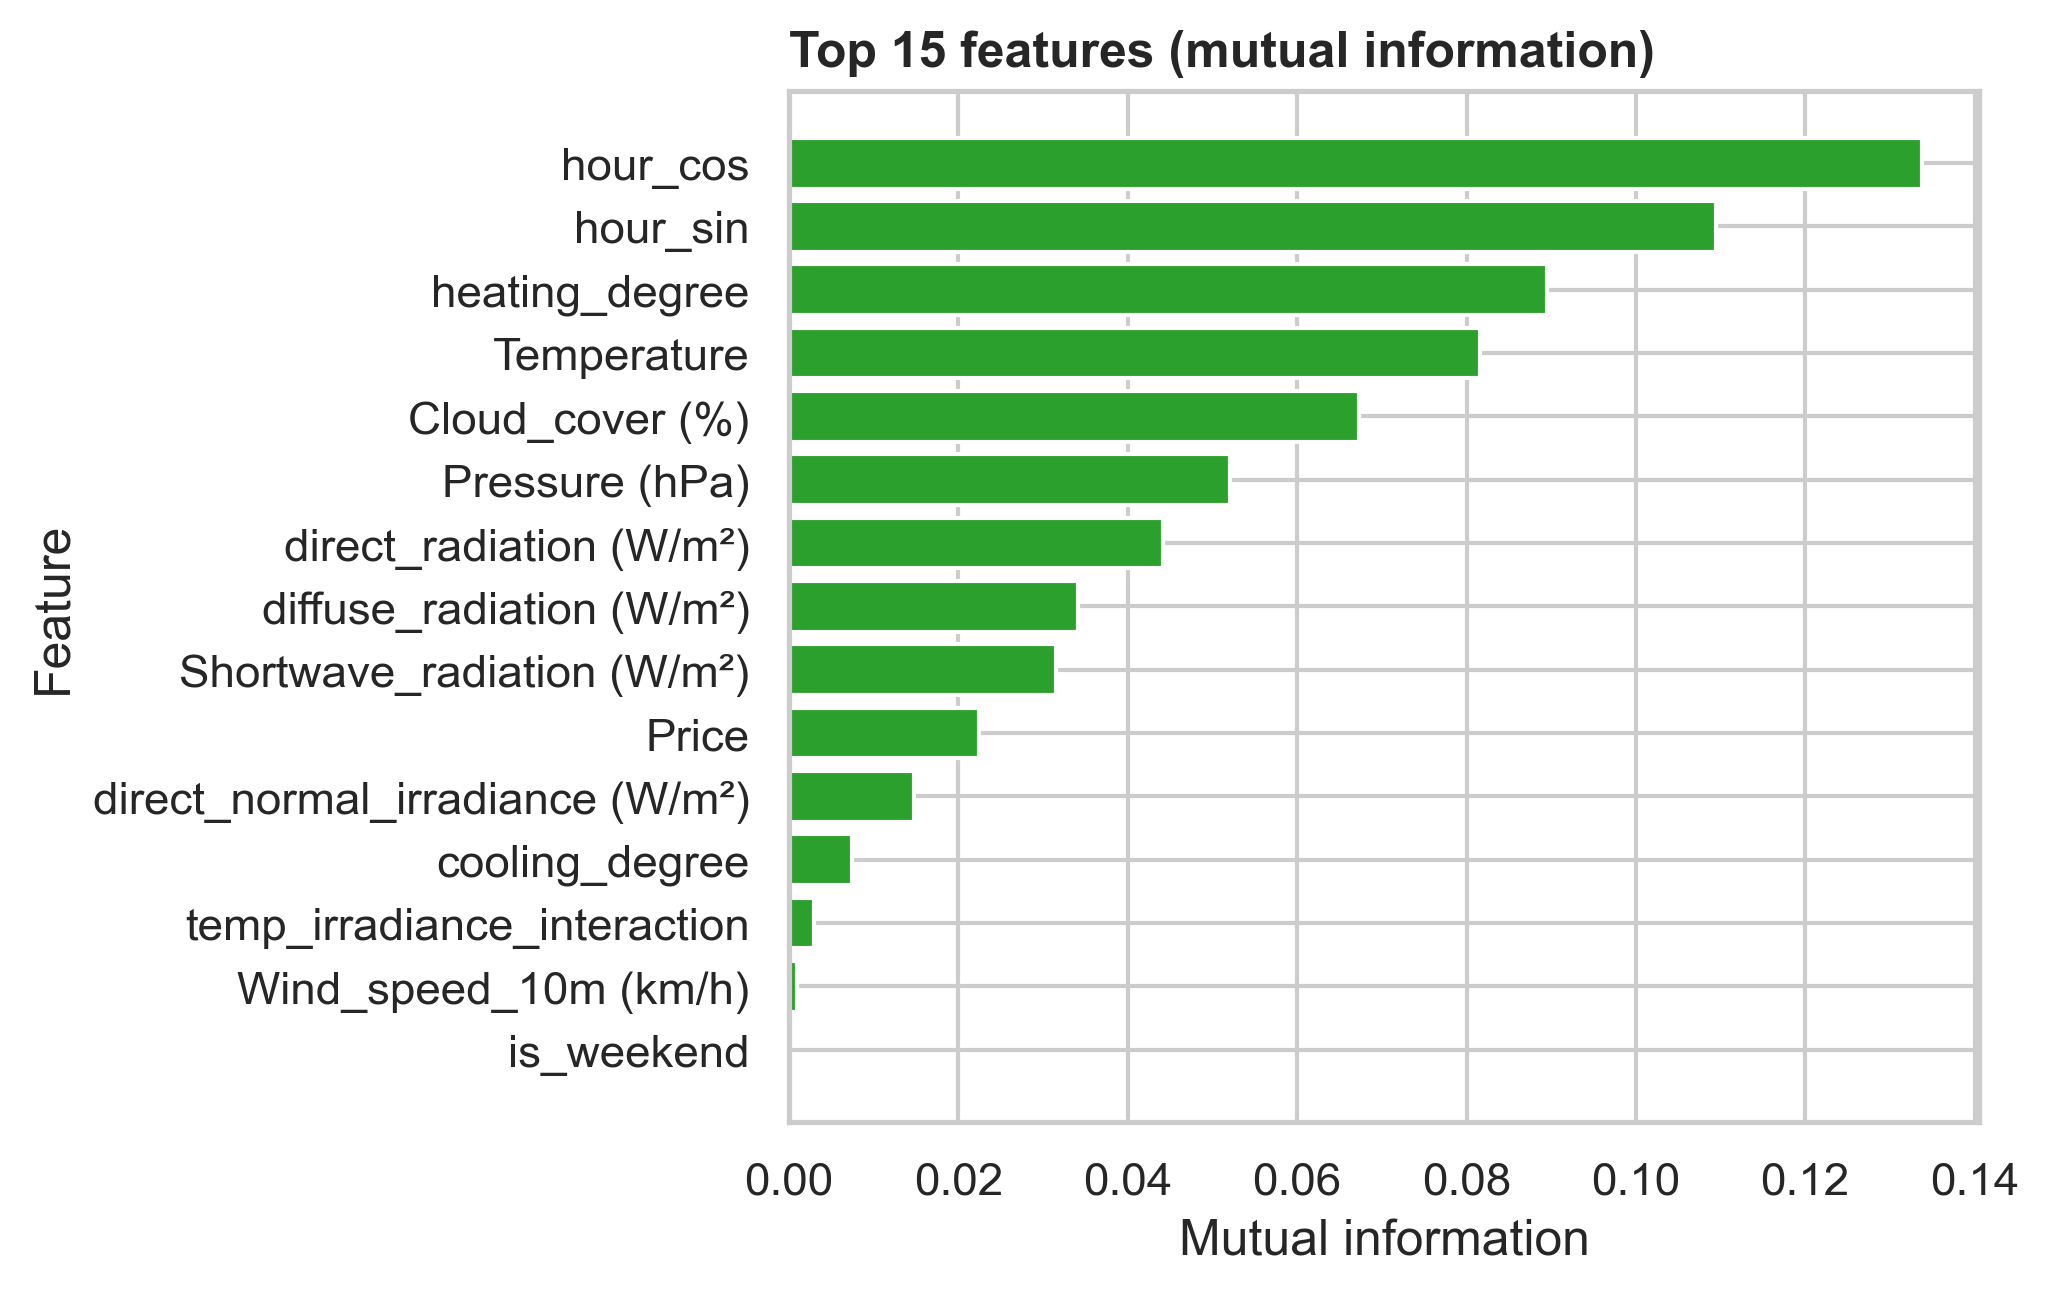 Top 15 features (mutual information)
hour_cos
hour_sin
heating_degree
Temperature
Cloud_cover (%)
Pressure (hPa)
direct_radiation (W/m²)
diffuse_radiation (W/m²)
Shortwave_radiation (W/m²)
Price
direct_normal_irradiance (W/m²)
cooling_degree
temp_irradiance_interaction
Wind_speed_10m (km/h)
is_weekend
Feature
0.00 0.02 0.04 0.06 0.08 0.10 0.12 0.14
Mutual information